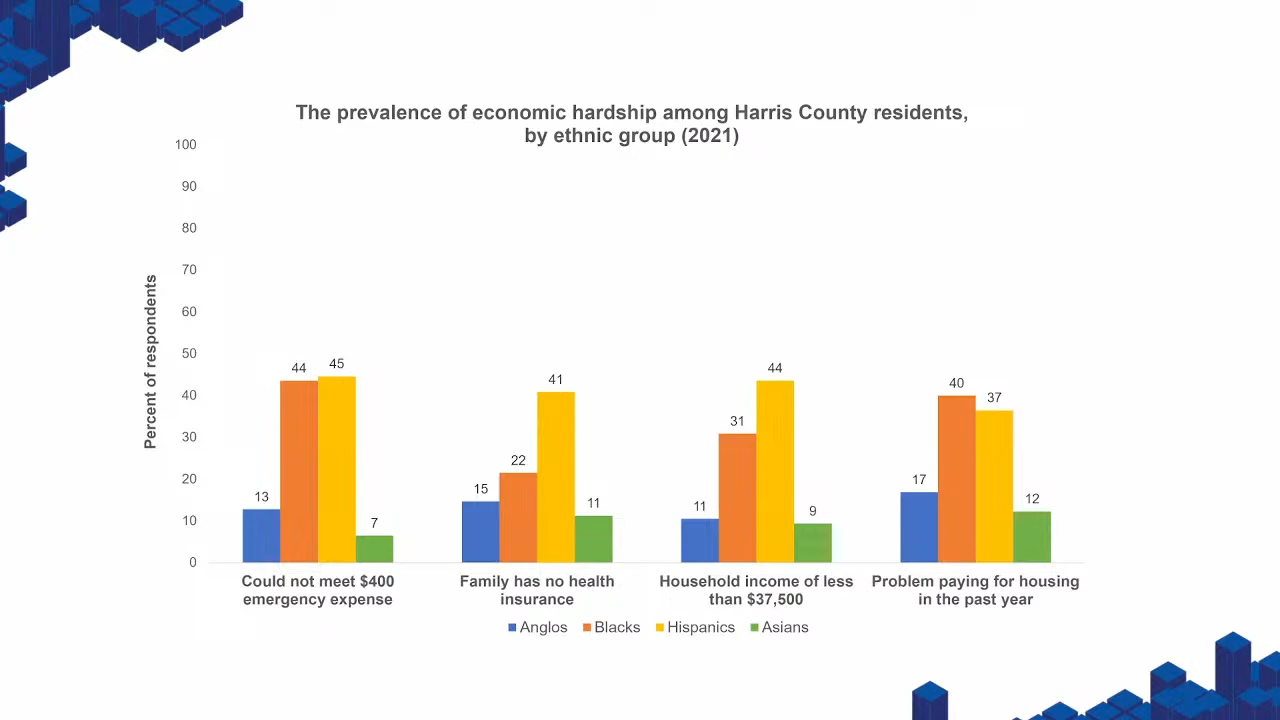 The prevalence of economic hardship among Harris County residents,
by ethnic group (2021)
100
90
80
70
60
50
40
30
20
10
0
Percent of respondents
13
44
45
7
15
22
41
11
11
31
44
9
17
40
37
12
Could not meet $400
emergency expense
Family has no health
insurance
Household income of less
than $37,500
Problem paying for housing
in the past year
Anglos Blacks Hispanics Asians